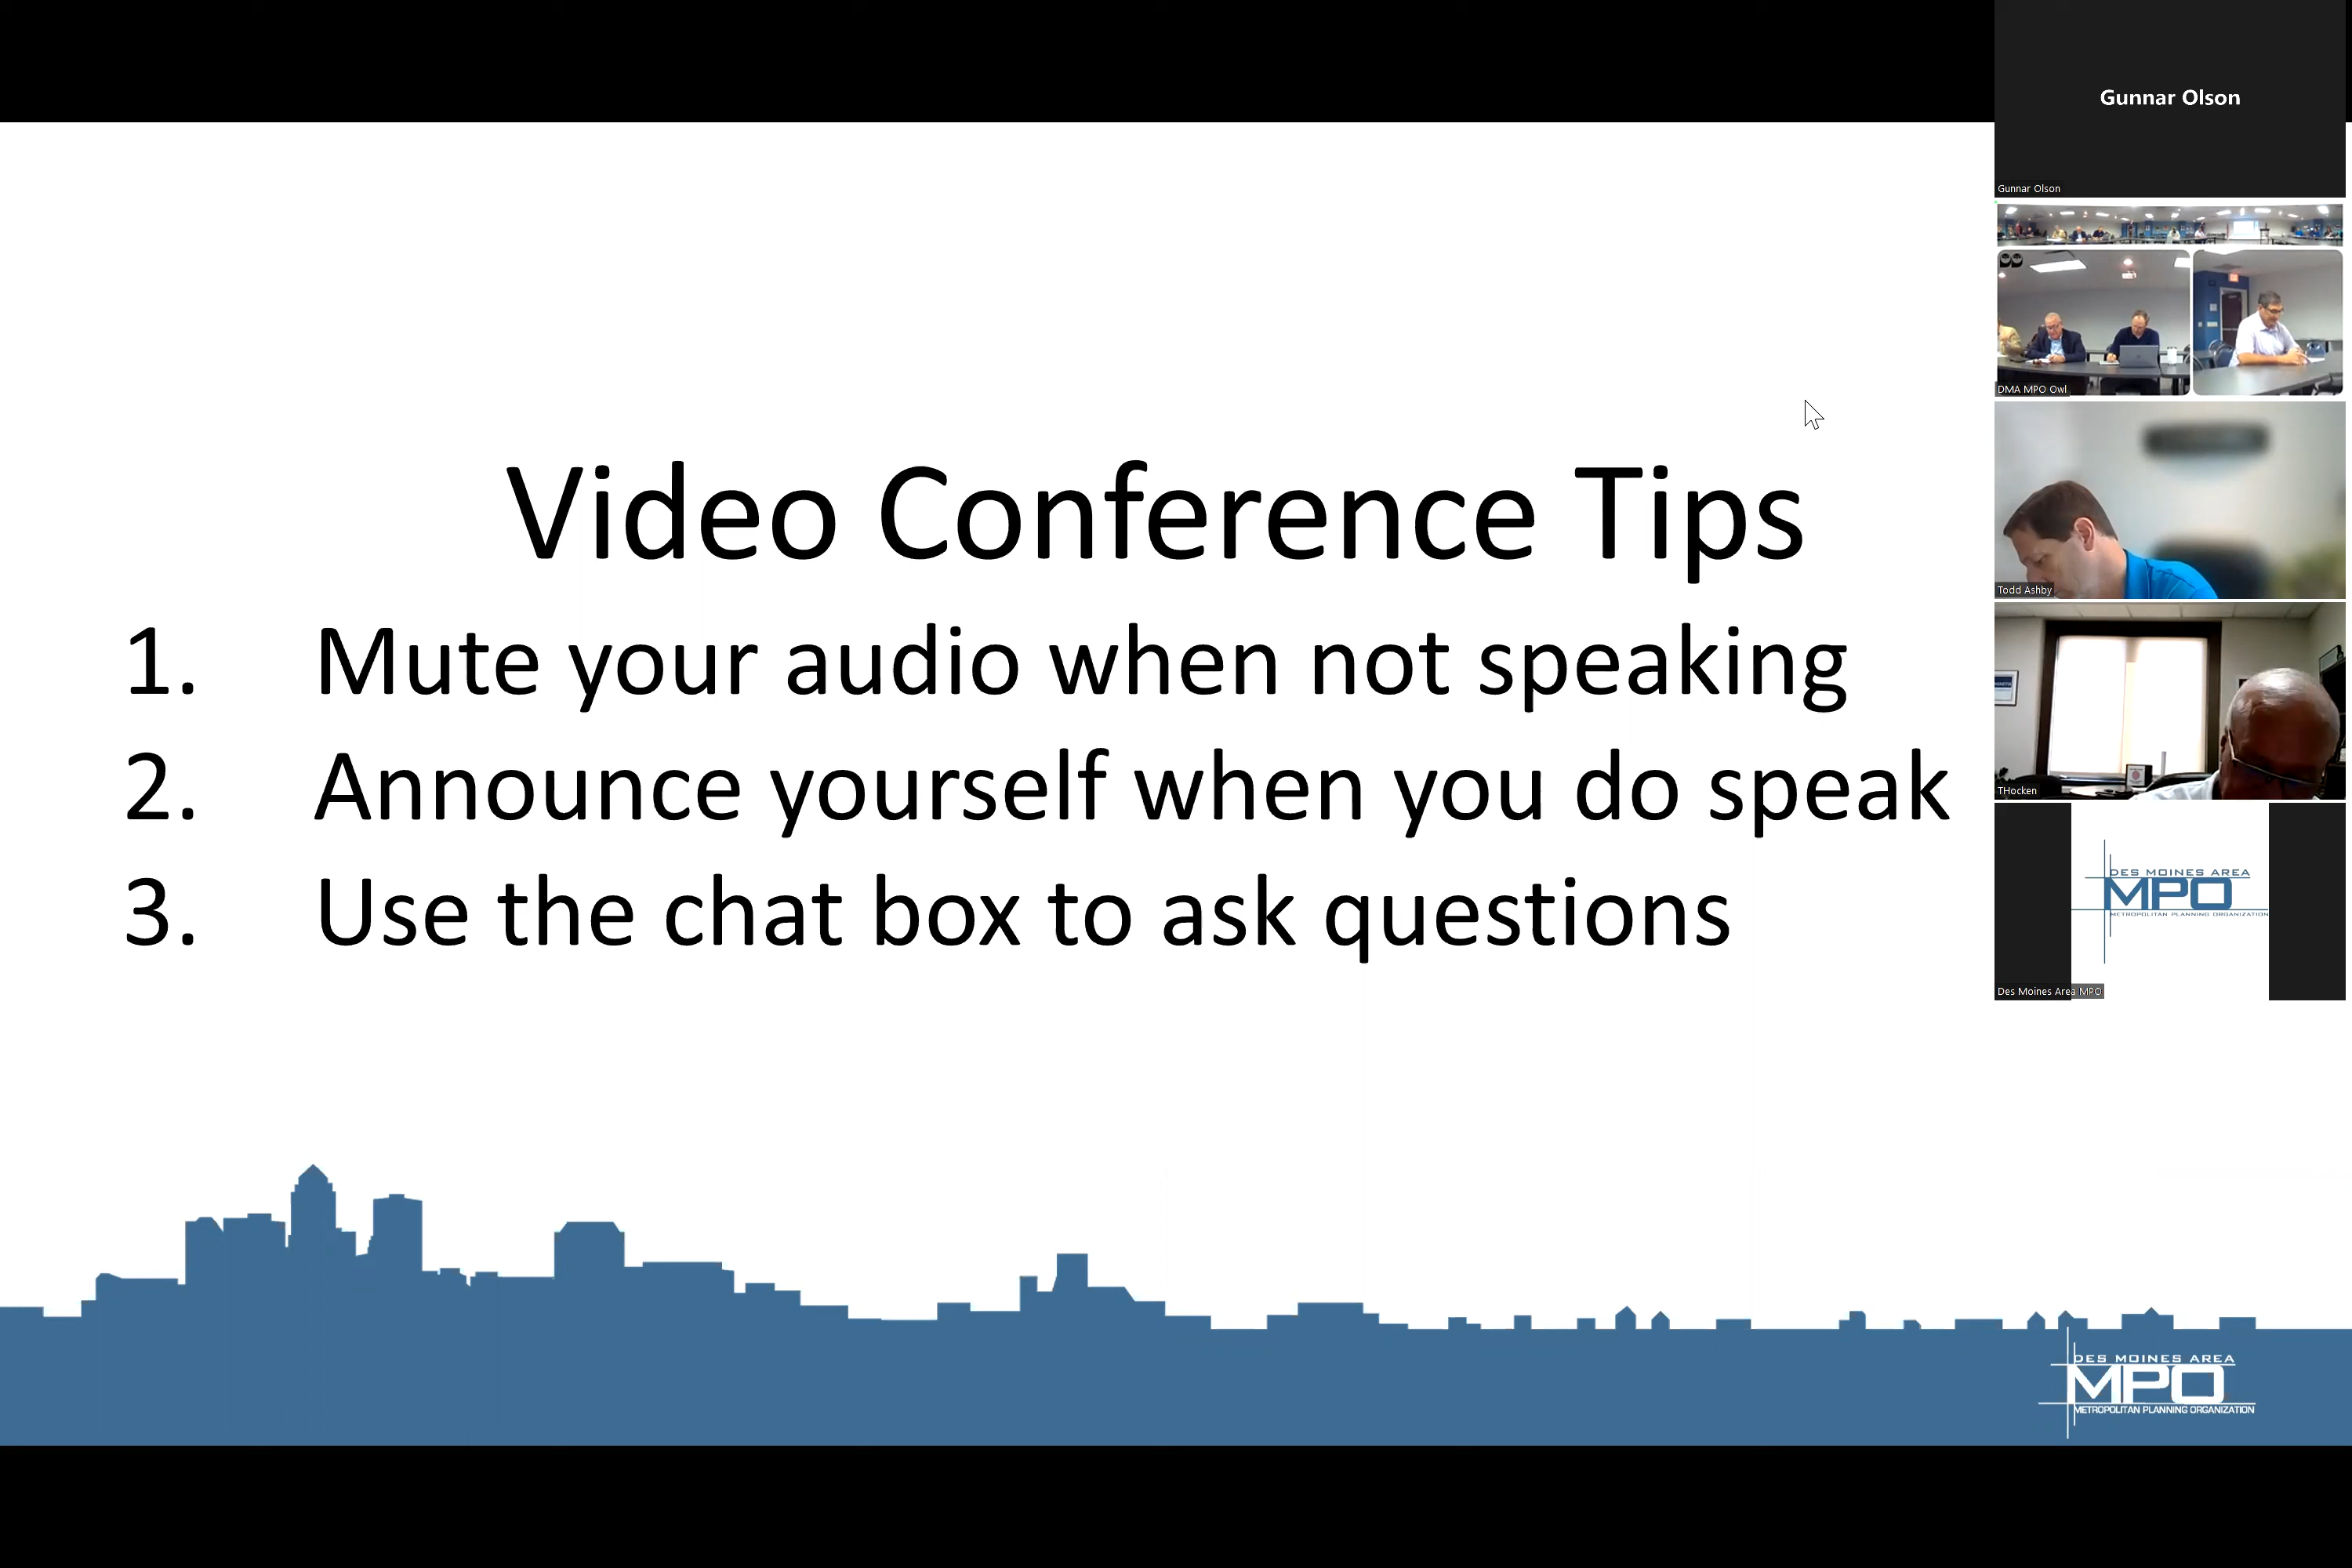 Video Conference Tips
1. Mute your audio when not speaking
2. Announce yourself when you do speak
3. Use the chat box to ask questions
DES MOINES AREA
MPO
METROPOLITAN PLANNING ORGANIZATION
Gunnar Olson
Gunnar Olson
DMA MPO Owl
Todd Ashby
THocken
DES MOINES AREA
MPO
METROPOLITAN PLANNING ORGANIZATION
Des Moines Area MPO